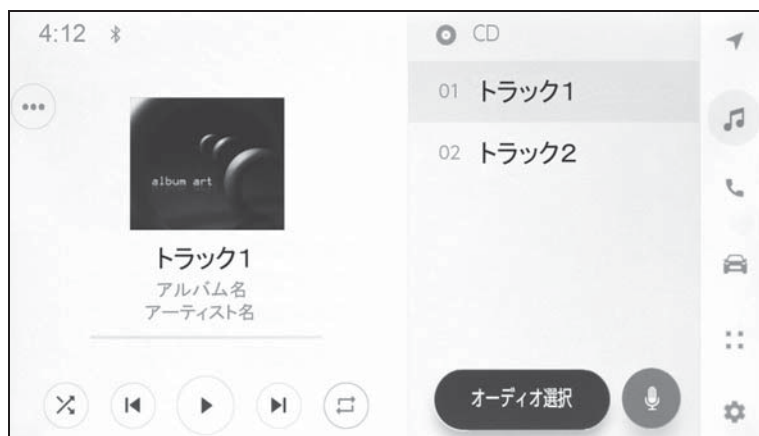 4:12
album art
トラック1
アルバム名
アーティスト名
CD
01 トラック1
02 トラック2
オーディオ選択